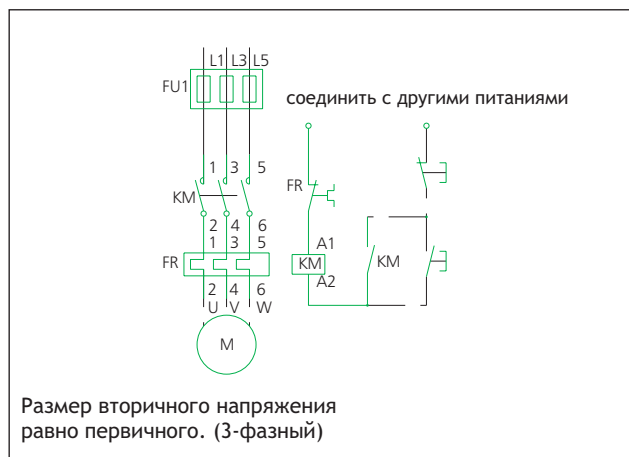 L1 L3 L5
FU1
соединить с другими питаниями
1 3 5
FR
KM
2 4 6
1 3 5
A1
FR
KM
KM
A2
2 4 6
U V W
M
Размер вторичного напряжения
равно первичного. (3-фазный)